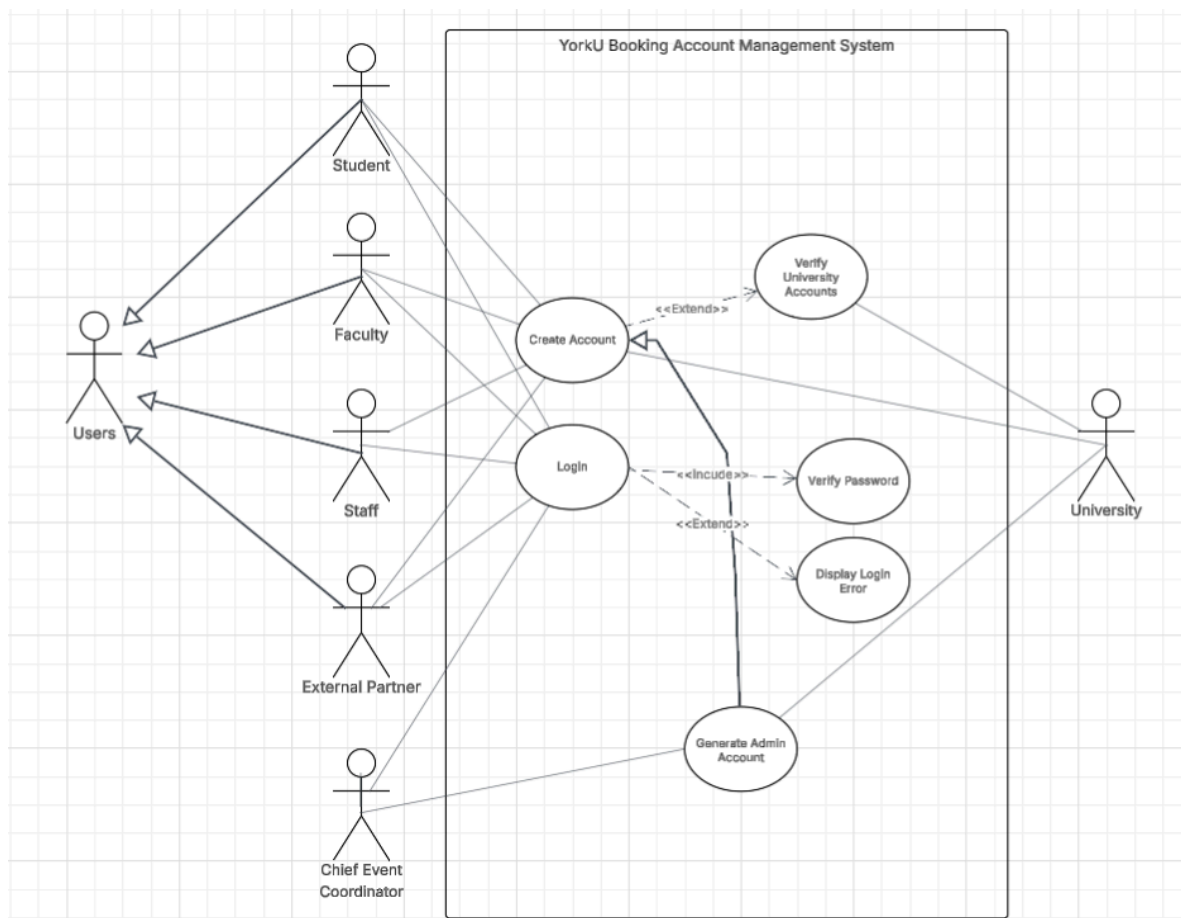 YorkU Booking Account Management System
Student
Verify
University
Accounts
<<Extend>>
Faculty
Create Account
Users
Login
<<Incude>>
Verify Password
Staff
University
<<Extend>>
Display Login
Error
External Partner
Generate Admin
Account
Chief Event
Coordinator